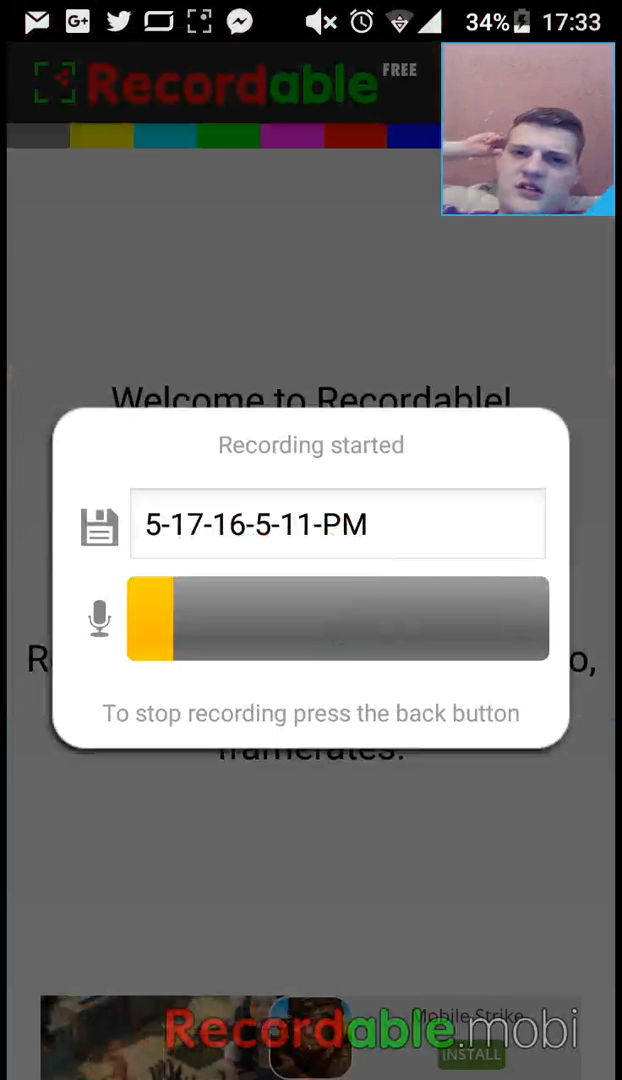 34% 17:33
Recordable FREE
Welcome to Recordable!
Recording started
5-17-16-5-11-PM
R o,
To stop recording press the back button
framerates.
Mobile Strike
Recordable.mobi
INSTALL